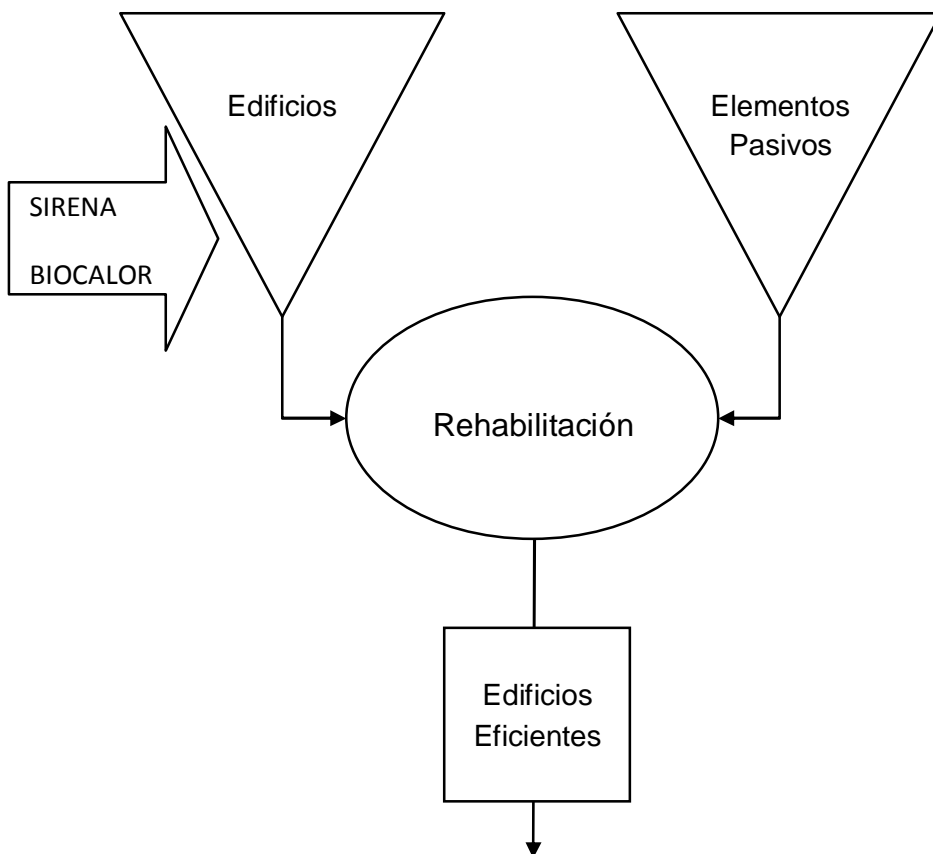 Edificios
Elementos
Pasivos
SIRENA
BIOCALOR
Rehabilitación
Edificios
Eficientes